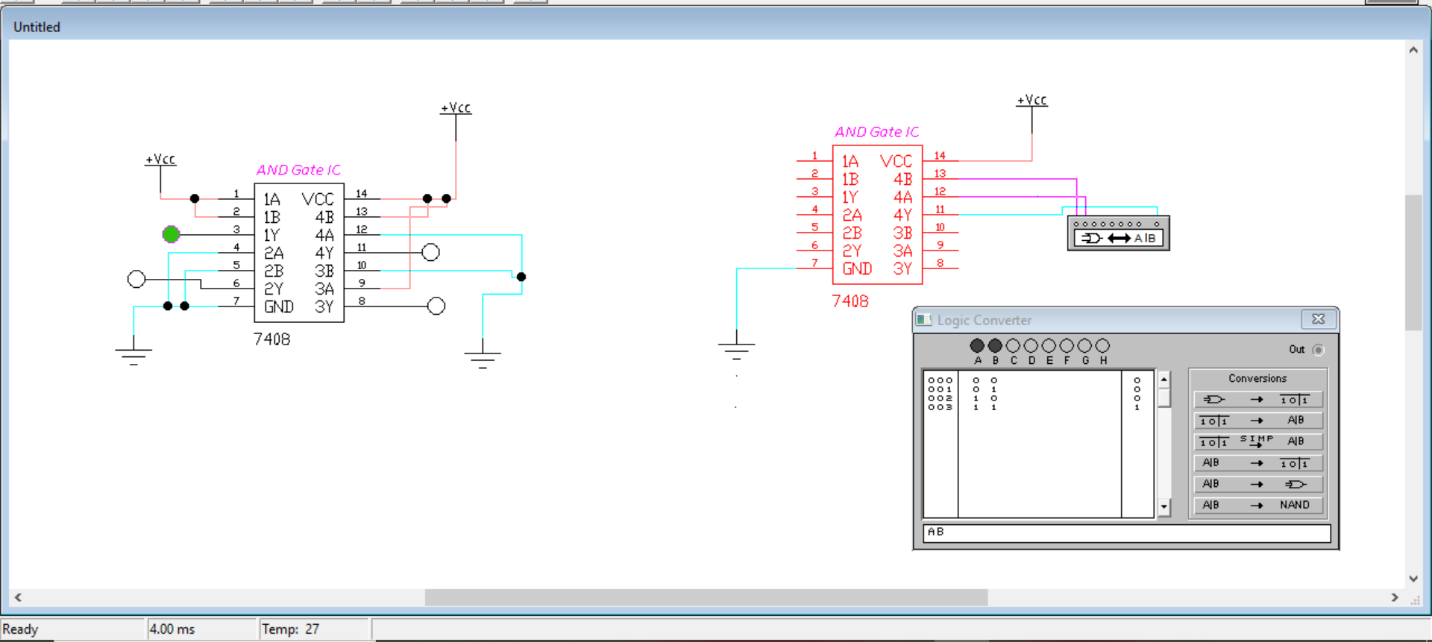 Untitled
+Vcc
+Vcc
AND Gate IC
1 1A VCC 14
2 1B 4B 13
3 1Y 4A 12
4 2A 4Y 11
5 2B 3B 10
6 2Y 3A 9
7 GND 3Y 8
7408
+Vcc
AND Gate IC
1 1A VCC 14
2 1B 4B 13
3 1Y 4A 12
4 2A 4Y 11
5 2B 3B 10
6 2Y 3A 9
7 GND 3Y 8
7408
A|B
Logic Converter
A B C D E F G H
Out
000 0 0 0
001 0 1 0
002 1 0 0
003 1 1 1
AB
Conversions
→ 10|1
10|1 → A|B
10|1 SIMP → A|B
A|B → 10|1
A|B →
A|B → NAND
Ready
4.00 ms
Temp: 27